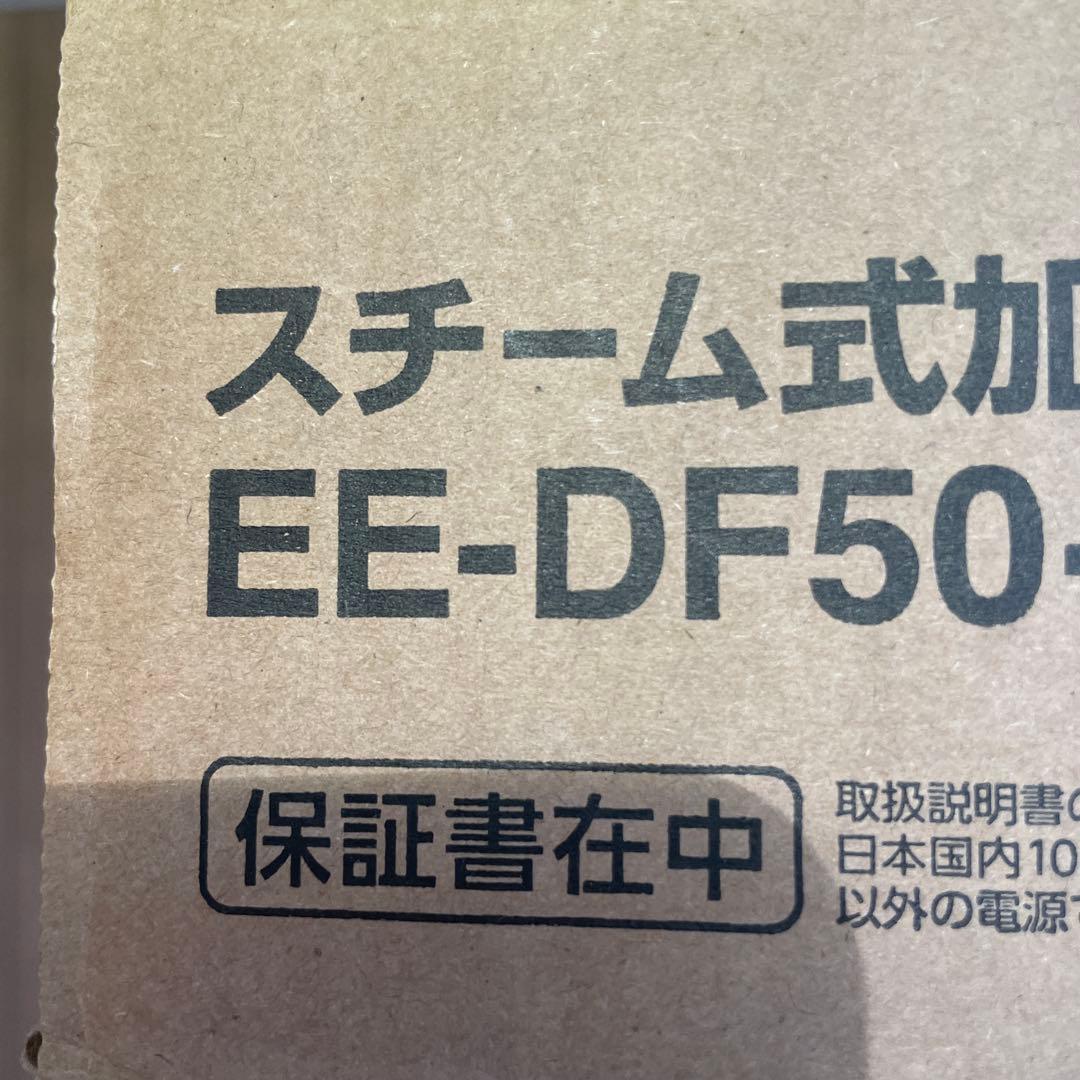 スチーム式加
EE-DF50-
保証書在中
取扱説明書の
日本国内10
以外の電源で